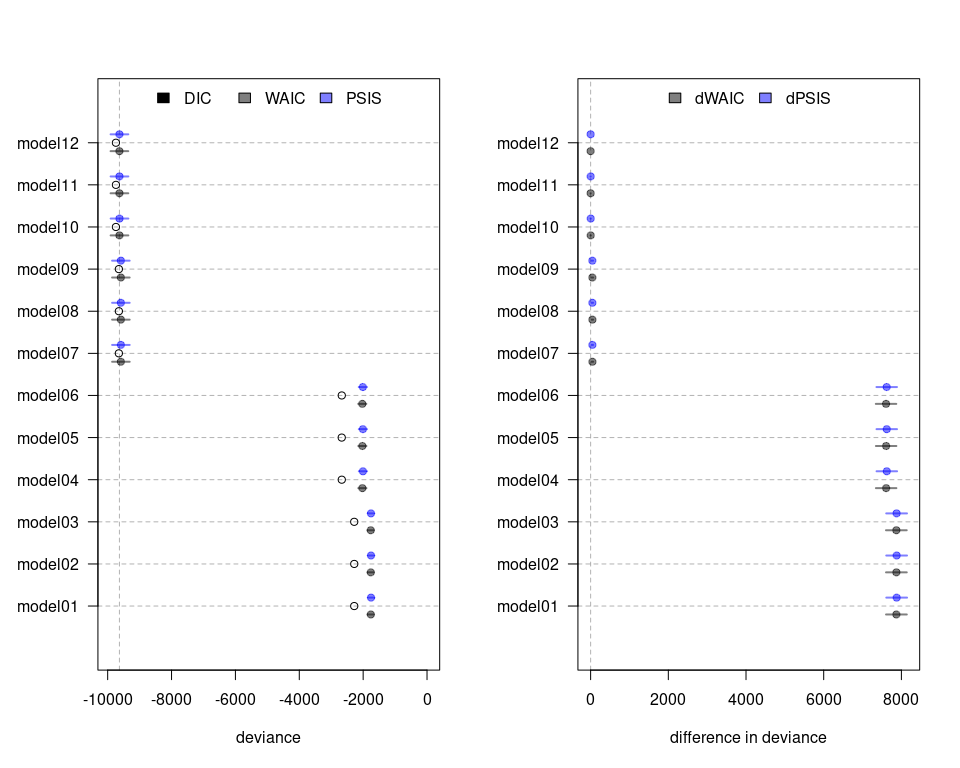 DIC WAIC PSIS
model12
model11
model10
model09
model08
model07
model06
model05
model04
model03
model02
model01
-10000 -8000 -6000 -4000 -2000 0
deviance
dWAIC dPSIS
model12
model11
model10
model09
model08
model07
model06
model05
model04
model03
model02
model01
0 2000 4000 6000 8000
difference in deviance